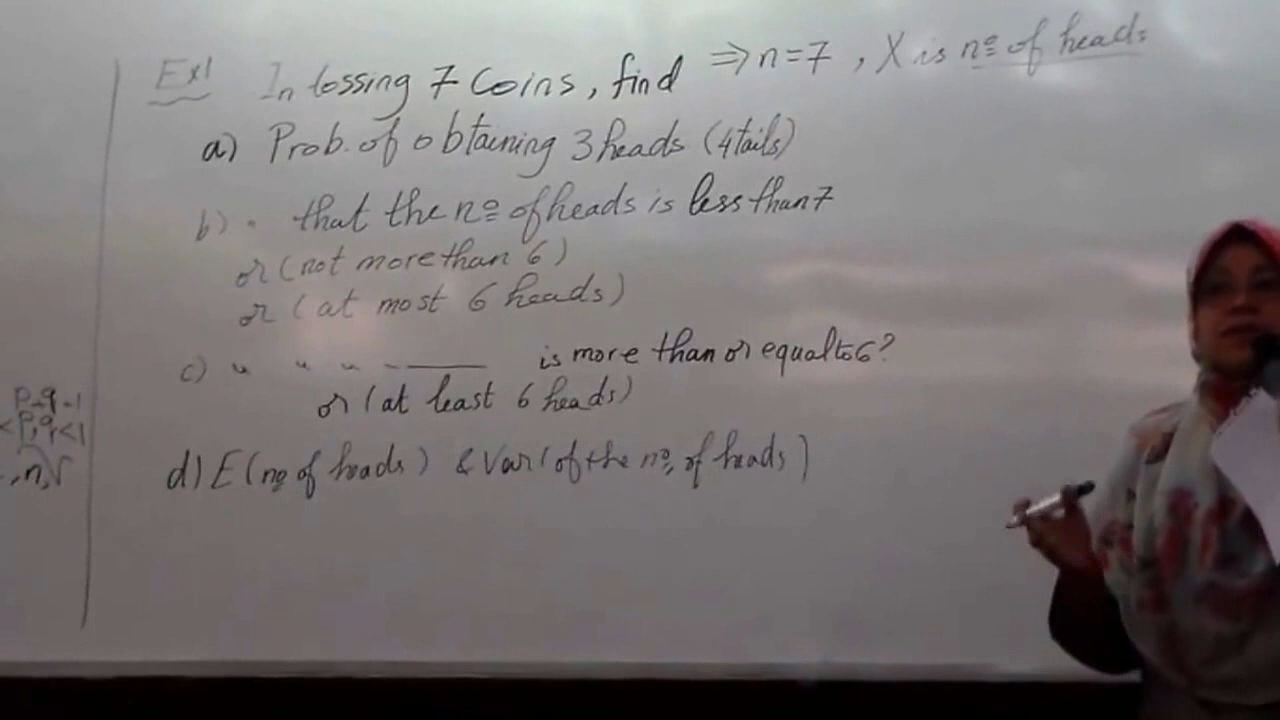 Ex1 In tossing 7 Coins, find ⇒ n=7, X is nº of heads
a) Prob. of obtaining 3 heads (4 tails)
b) " that the nº of heads is less than 7
or (not more than 6)
or (at most 6 heads)
c) " " " - ——— is more than or equal to 6?
or (at least 6 heads)
d) E (nº of heads) & Var (of the nº of heads)
<p,q<1